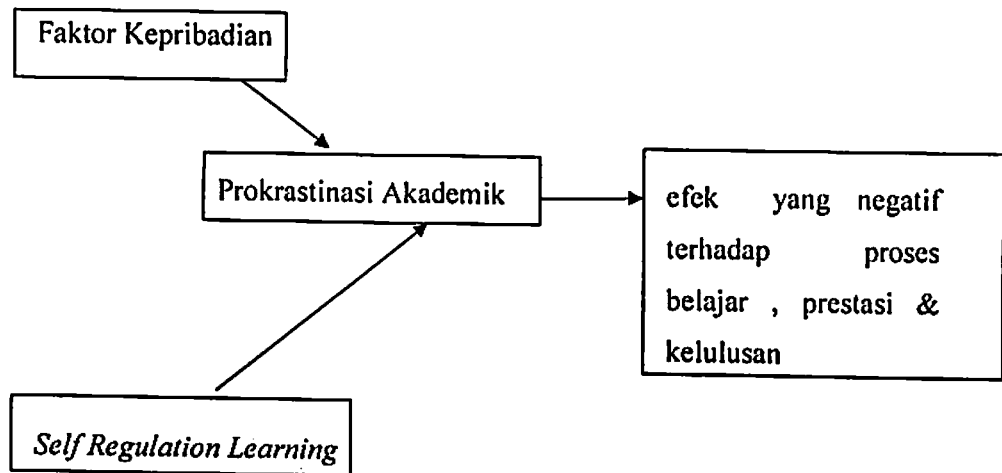 Faktor Kepribadian
Prokrastinasi Akademik
efek yang negatif
terhadap proses
belajar , prestasi &
kelulusan
Self Regulation Learning